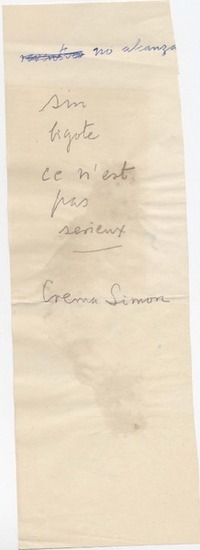 no alcanza
sin
bigote
ce n'est
pas
serieux
Crema Simon